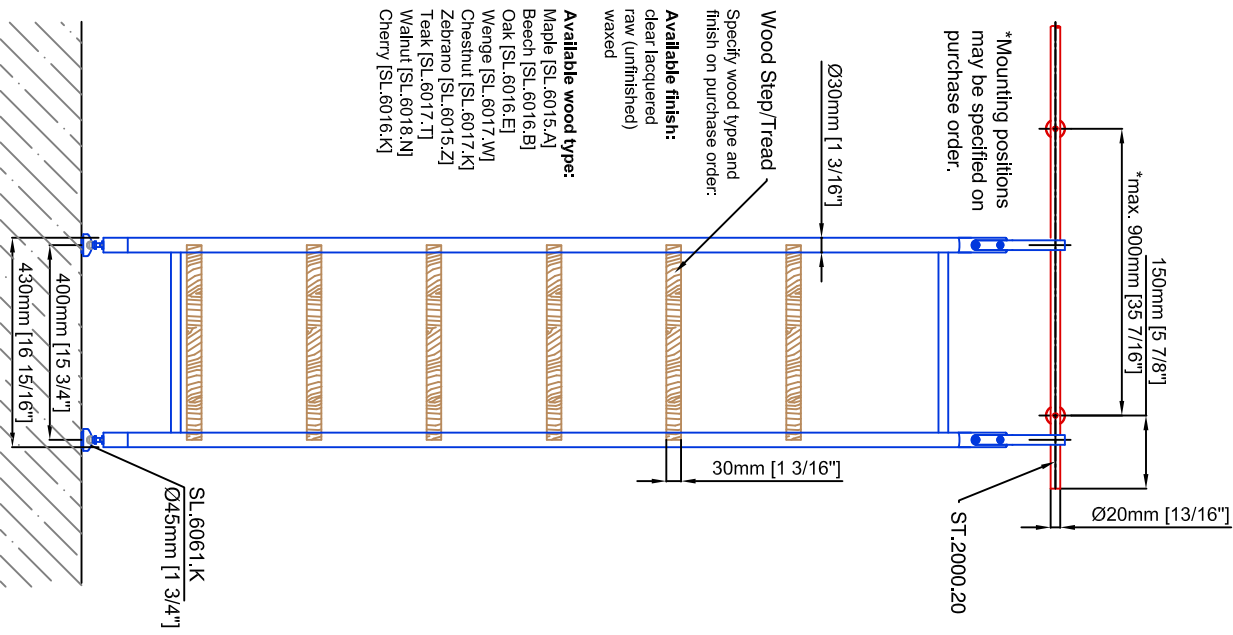 *Mounting positions
may be specified on
purchase order.
150mm [5 7/8"]
*max. 900mm [35 7/16"]
Ø20mm [13/16"]
ST.2000.20
Ø30mm [1 3/16"]
Wood Step/Tread
Specify wood type and
finish on purchase order.
Available finish:
clear lacquered
raw (unfinished)
waxed
30mm [1 3/16"]
Available wood type:
Maple [SL.6015.A]
Beech [SL.6016.B]
Oak [SL.6016.E]
Wenge [SL.6017.W]
Chestnut [SL.6017.K]
Zebrano [SL.6015.Z]
Teak [SL.6017.T]
Walnut [SL.6018.N]
Cherry [SL.6016.K]
SL.6061.K
Ø45mm [1 3/4"]
400mm [15 3/4"]
430mm [16 15/16"]